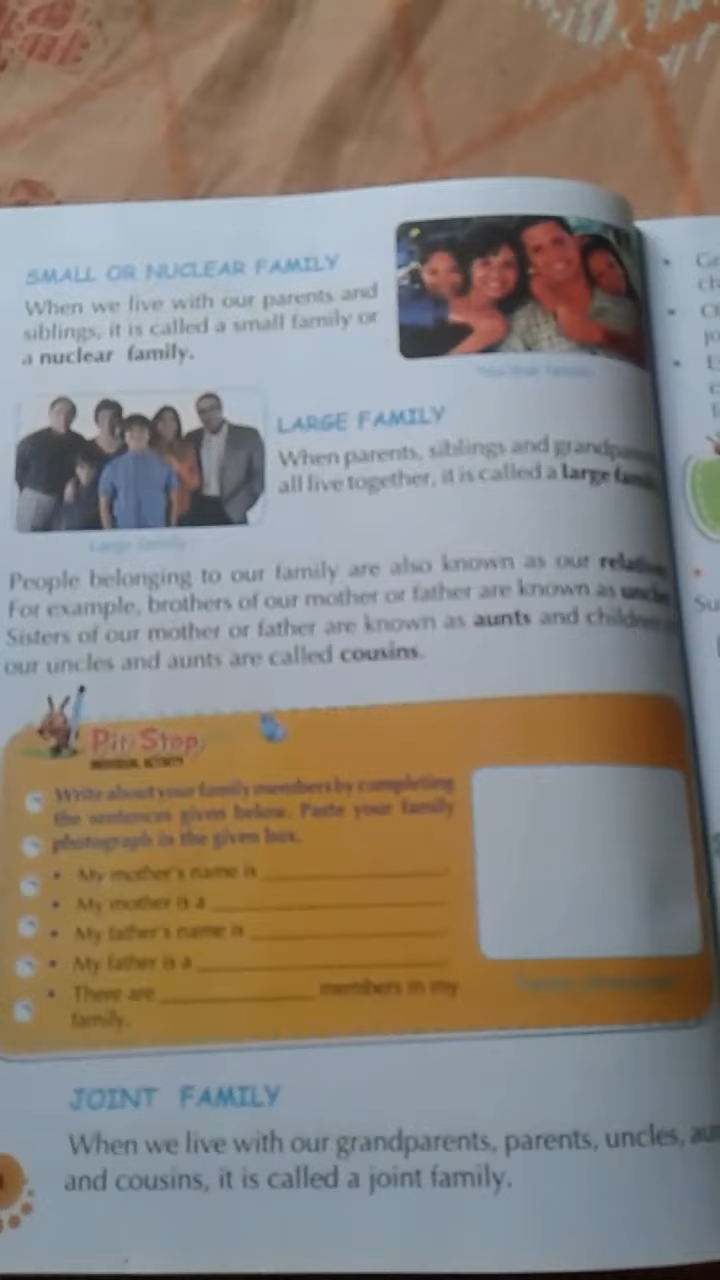 SMALL OR NUCLEAR FAMILY
When we live with our parents and
siblings, it is called a small family or
a nuclear family.
LARGE FAMILY
When parents, siblings and
all live together, it is called a large
Large Family
People belonging to our family are also known as our
For example, brothers of our mother or father are known as
Sisters of our mother or father are known as aunts and
our uncles and aunts are called cousins.
Pit Stop
INDIVIDUAL ACTIVITY
Write about your family members by completing
the sentences given below. Paste your family
photograph in the given box.
• My mother's name is
• My mother is a
• My father's name is
• My father is a
• There are members in my
family.
JOINT FAMILY
When we live with our grandparents, parents, uncles,
and cousins, it is called a joint family.